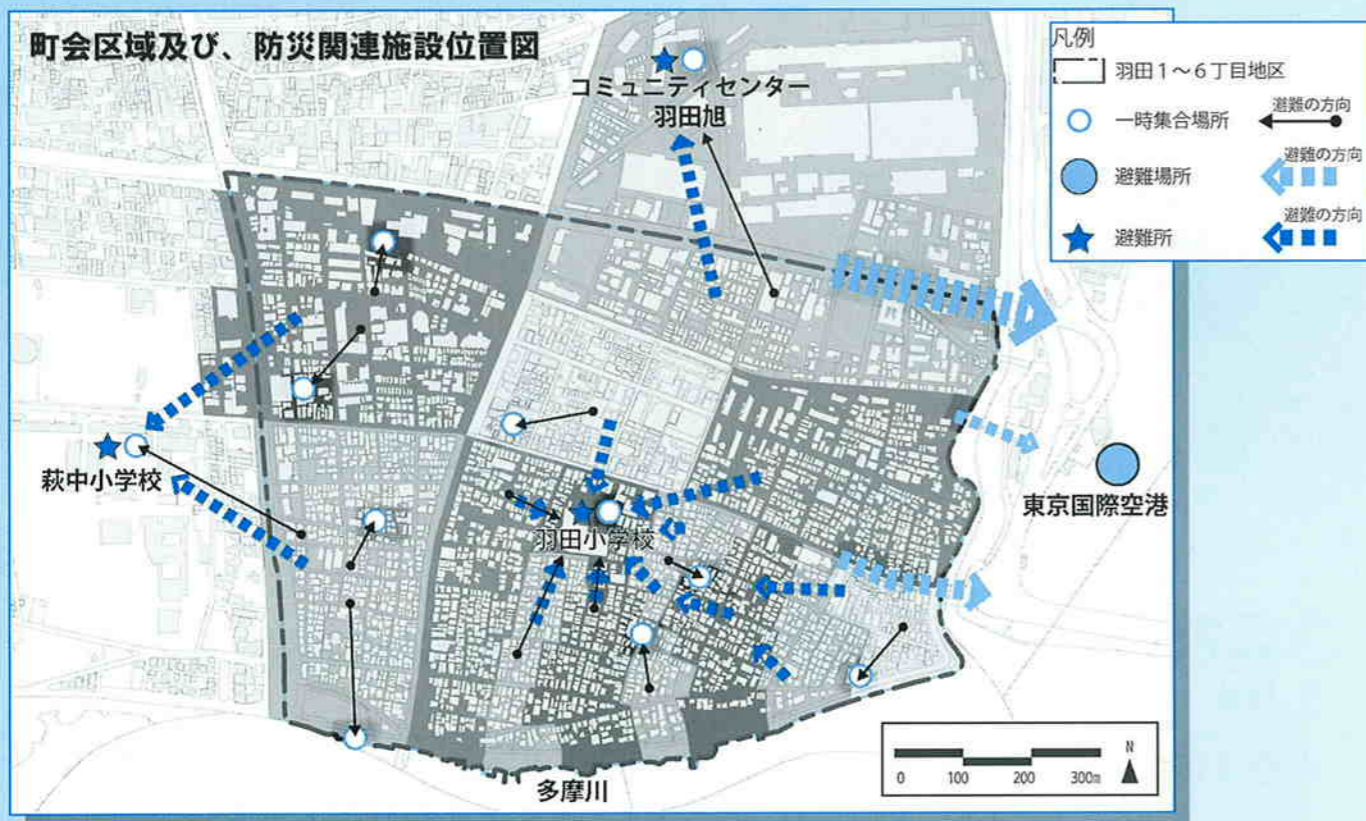 町会区域及び、防災関連施設位置図
凡例
羽田1～6丁目地区
一時集合場所
避難の方向
避難場所
避難の方向
避難所
避難の方向
コミュニティセンター
羽田旭
萩中小学校
羽田小学校
東京国際空港
多摩川
0 100 200 300m
N